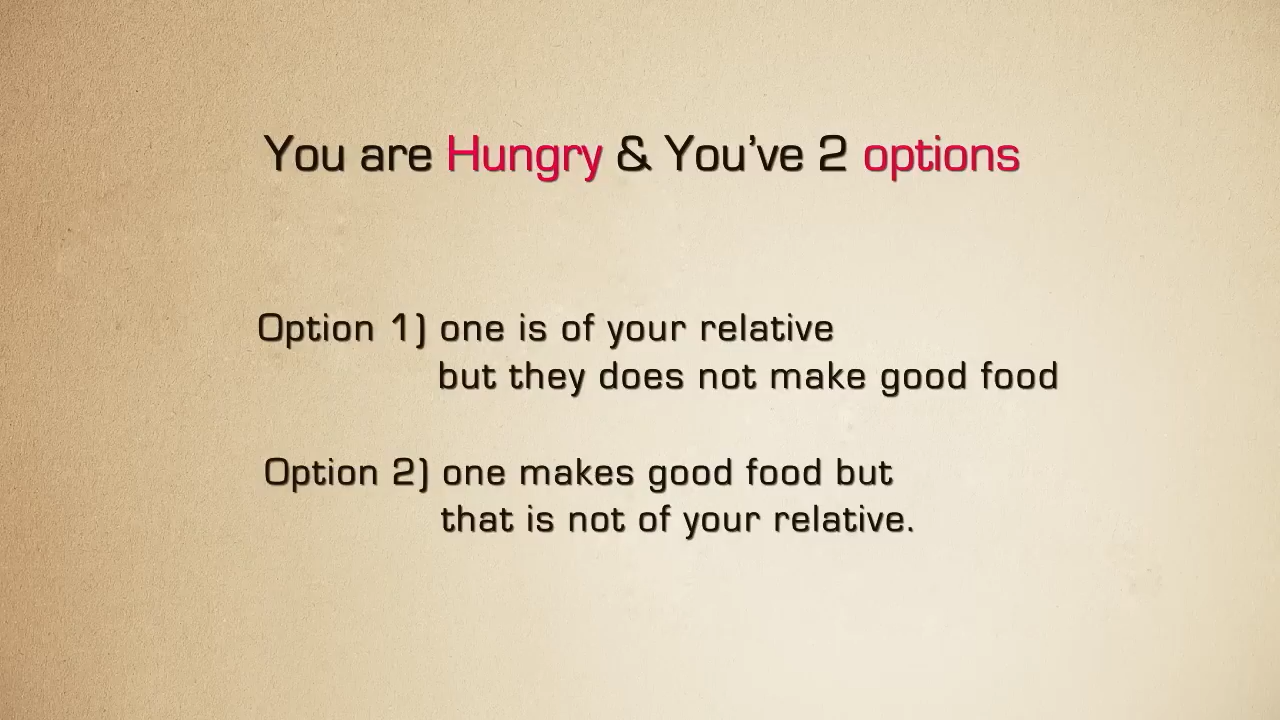 You are Hungry & You've 2 options
Option 1) one is of your relative
but they does not make good food
Option 2) one makes good food but
that is not of your relative.